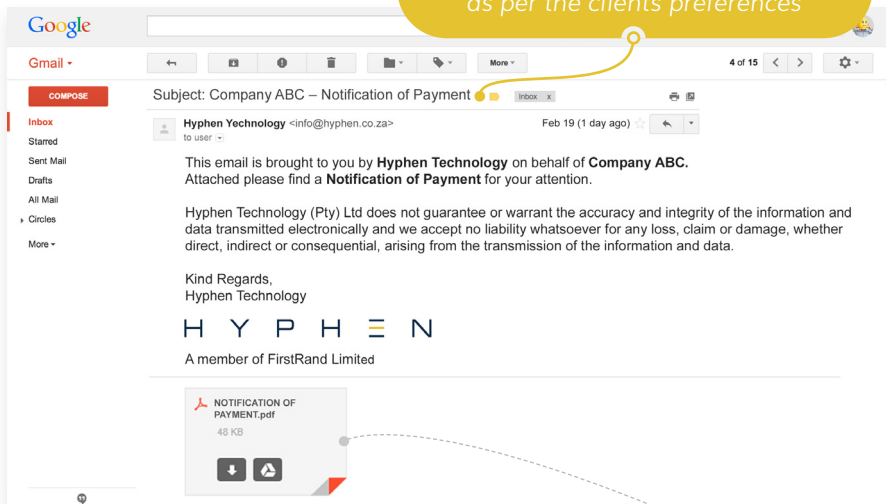 as per the clients preferences
Google
Gmail
More
4 of 15
COMPOSE
Subject: Company ABC – Notification of Payment
Inbox x
Inbox
Starred
Sent Mail
Drafts
All Mail
Circles
More
Hyphen Yechnology <info@hyphen.co.za>
Feb 19 (1 day ago)
to user
This email is brought to you by Hyphen Technology on behalf of Company ABC.
Attached please find a Notification of Payment for your attention.
Hyphen Technology (Pty) Ltd does not guarantee or warrant the accuracy and integrity of the information and
data transmitted electronically and we accept no liability whatsoever for any loss, claim or damage, whether
direct, indirect or consequential, arising from the transmission of the information and data.
Kind Regards,
Hyphen Technology
HYPHEN
A member of FirstRand Limited
NOTIFICATION OF
PAYMENT.pdf
48 KB